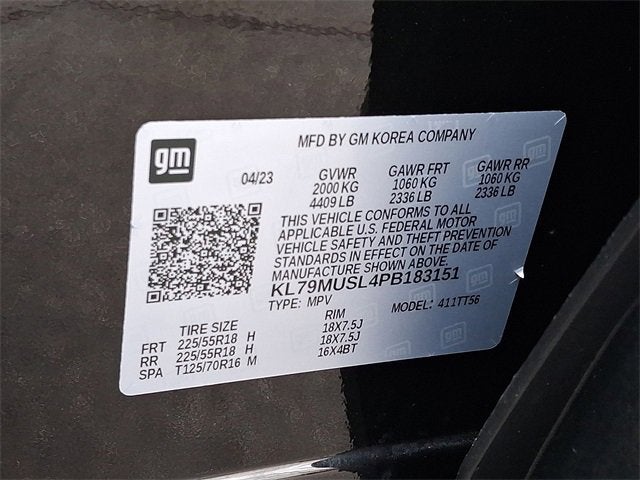 gm
MFD BY GM KOREA COMPANY
04/23 GVWR GAWR FRT GAWR RR
2000 KG 1060 KG 1060 KG
4409 LB 2336 LB 2336 LB
THIS VEHICLE CONFORMS TO ALL
APPLICABLE U.S. FEDERAL MOTOR
VEHICLE SAFETY AND THEFT PREVENTION
STANDARDS IN EFFECT ON THE DATE OF
MANUFACTURE SHOWN ABOVE.
KL79MUSL4PB183151
TYPE: MPV MODEL: 411TT56
TIRE SIZE RIM
FRT 225/55R18 H 18X7.5J
RR 225/55R18 H 18X7.5J
SPA T125/70R16 M 16X4BT